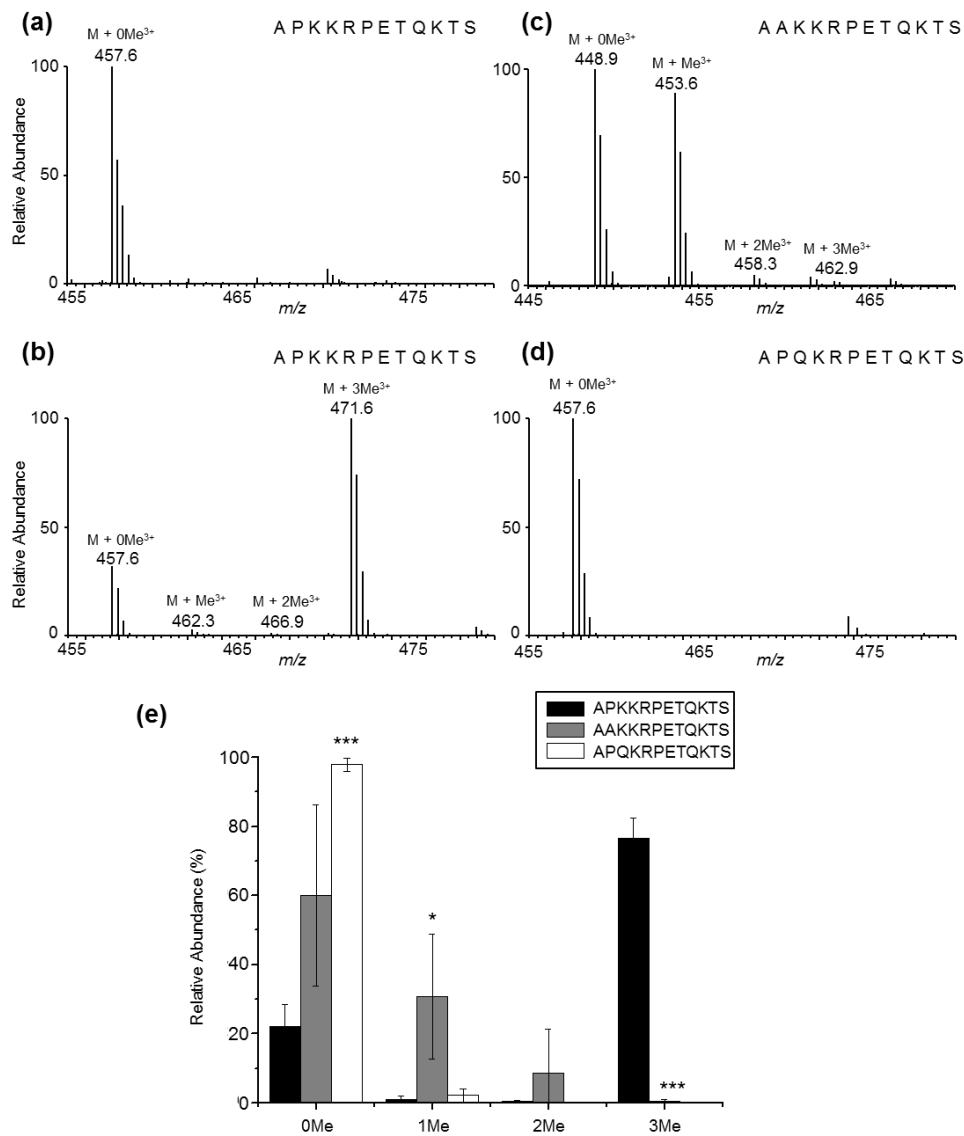 (a)
A P K K R P E T Q K T S
M + 0Me³⁺
457.6
100
50
0
Relative Abundance
455 465 475
m/z
(c)
A A K K R P E T Q K T S
M + 0Me³⁺
448.9
M + Me³⁺
453.6
M + 2Me³⁺
458.3
M + 3Me³⁺
462.9
100
50
0
445 455 465
m/z
(b)
A P K K R P E T Q K T S
M + 0Me³⁺
457.6
M + Me³⁺
462.3
M + 2Me³⁺
466.9
M + 3Me³⁺
471.6
100
50
0
Relative Abundance
455 465 475
m/z
(d)
A P Q K R P E T Q K T S
M + 0Me³⁺
457.6
100
50
0
455 465 475
m/z
(e)
APKKRPETQKTS
AAKKRPETQKTS
APQKRPETQKTS
100
80
60
40
20
0
Relative Abundance (%)
***
*
***
0Me 1Me 2Me 3Me